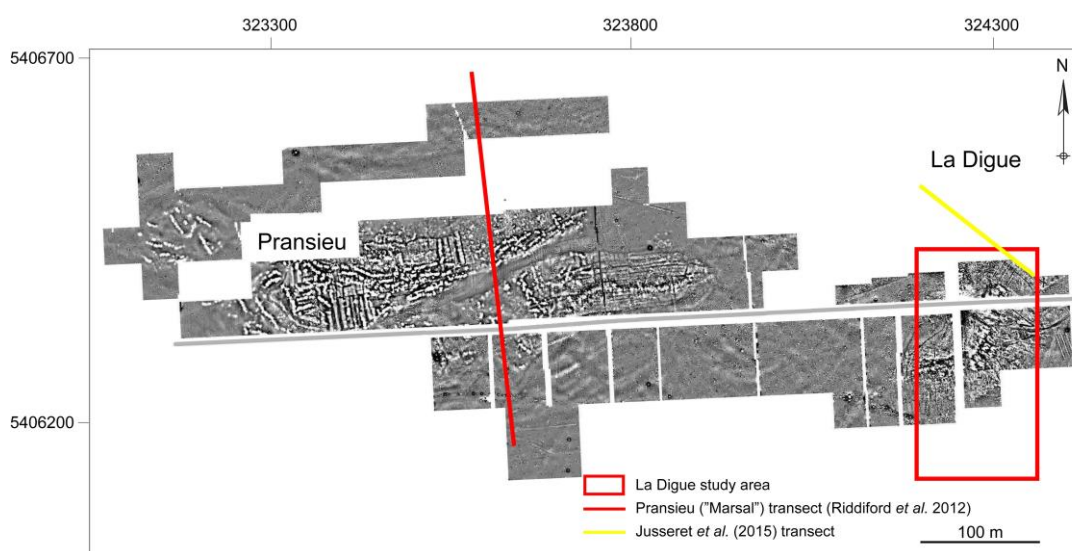 323300
323800
324300
5406700
N
La Digue
Pransieu
5406200
La Digue study area
Pransieu ("Marsal") transect (Riddiford et al. 2012)
Jusseret et al. (2015) transect
100 m